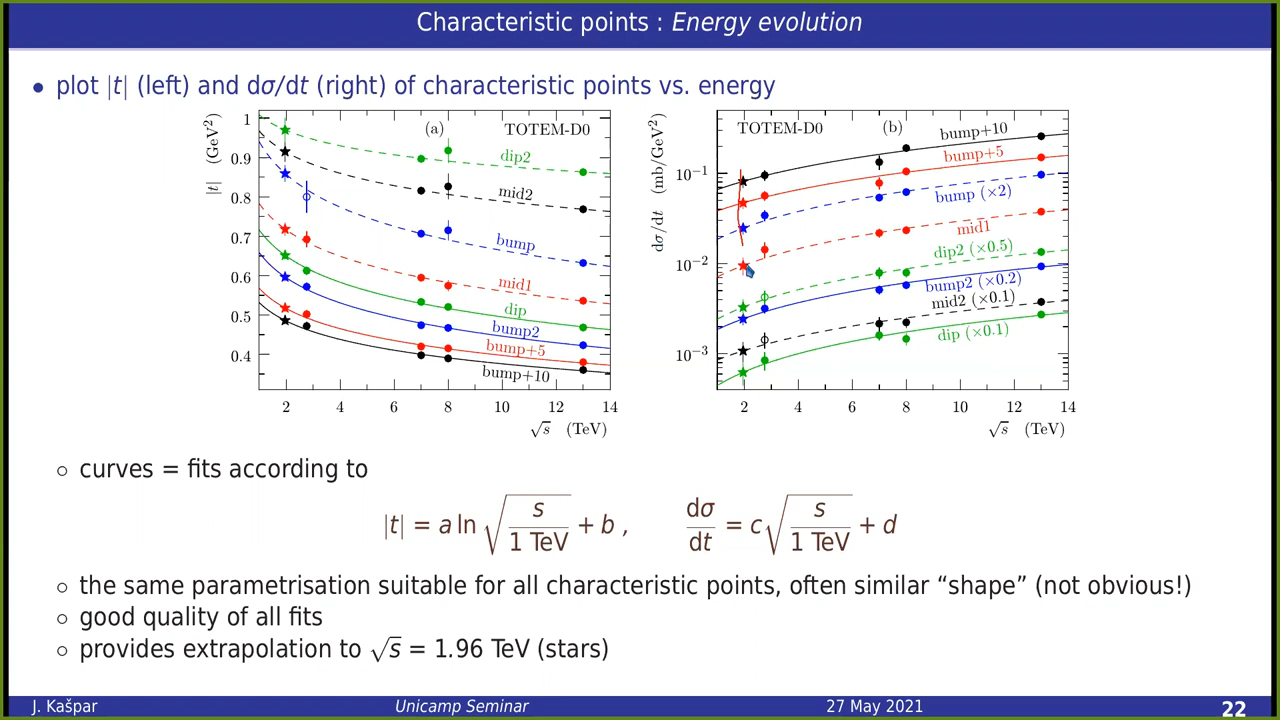 Characteristic points : Energy evolution
• plot |t| (left) and dσ/dt (right) of characteristic points vs. energy
|t| (GeV²)
1
0.9
0.8
0.7
0.6
0.5
0.4
(a)
TOTEM-D0
dip2
mid2
bump
mid1
dip
bump2
bump+5
bump+10
2 4 6 8 10 12 14
√s (TeV)
dσ/dt (mb/GeV²)
10⁻¹
10⁻²
10⁻³
TOTEM-D0
(b)
bump+10
bump+5
bump (×2)
mid1
dip2 (×0.5)
bump2 (×0.2)
mid2 (×0.1)
dip (×0.1)
2 4 6 8 10 12 14
√s (TeV)
○ curves = fits according to
|t| = a ln √(s / 1 TeV) + b , dσ/dt = c √(s / 1 TeV) + d
○ the same parametrisation suitable for all characteristic points, often similar “shape” (not obvious!)
○ good quality of all fits
○ provides extrapolation to √s = 1.96 TeV (stars)
J. Kašpar Unicamp Seminar 27 May 2021 22